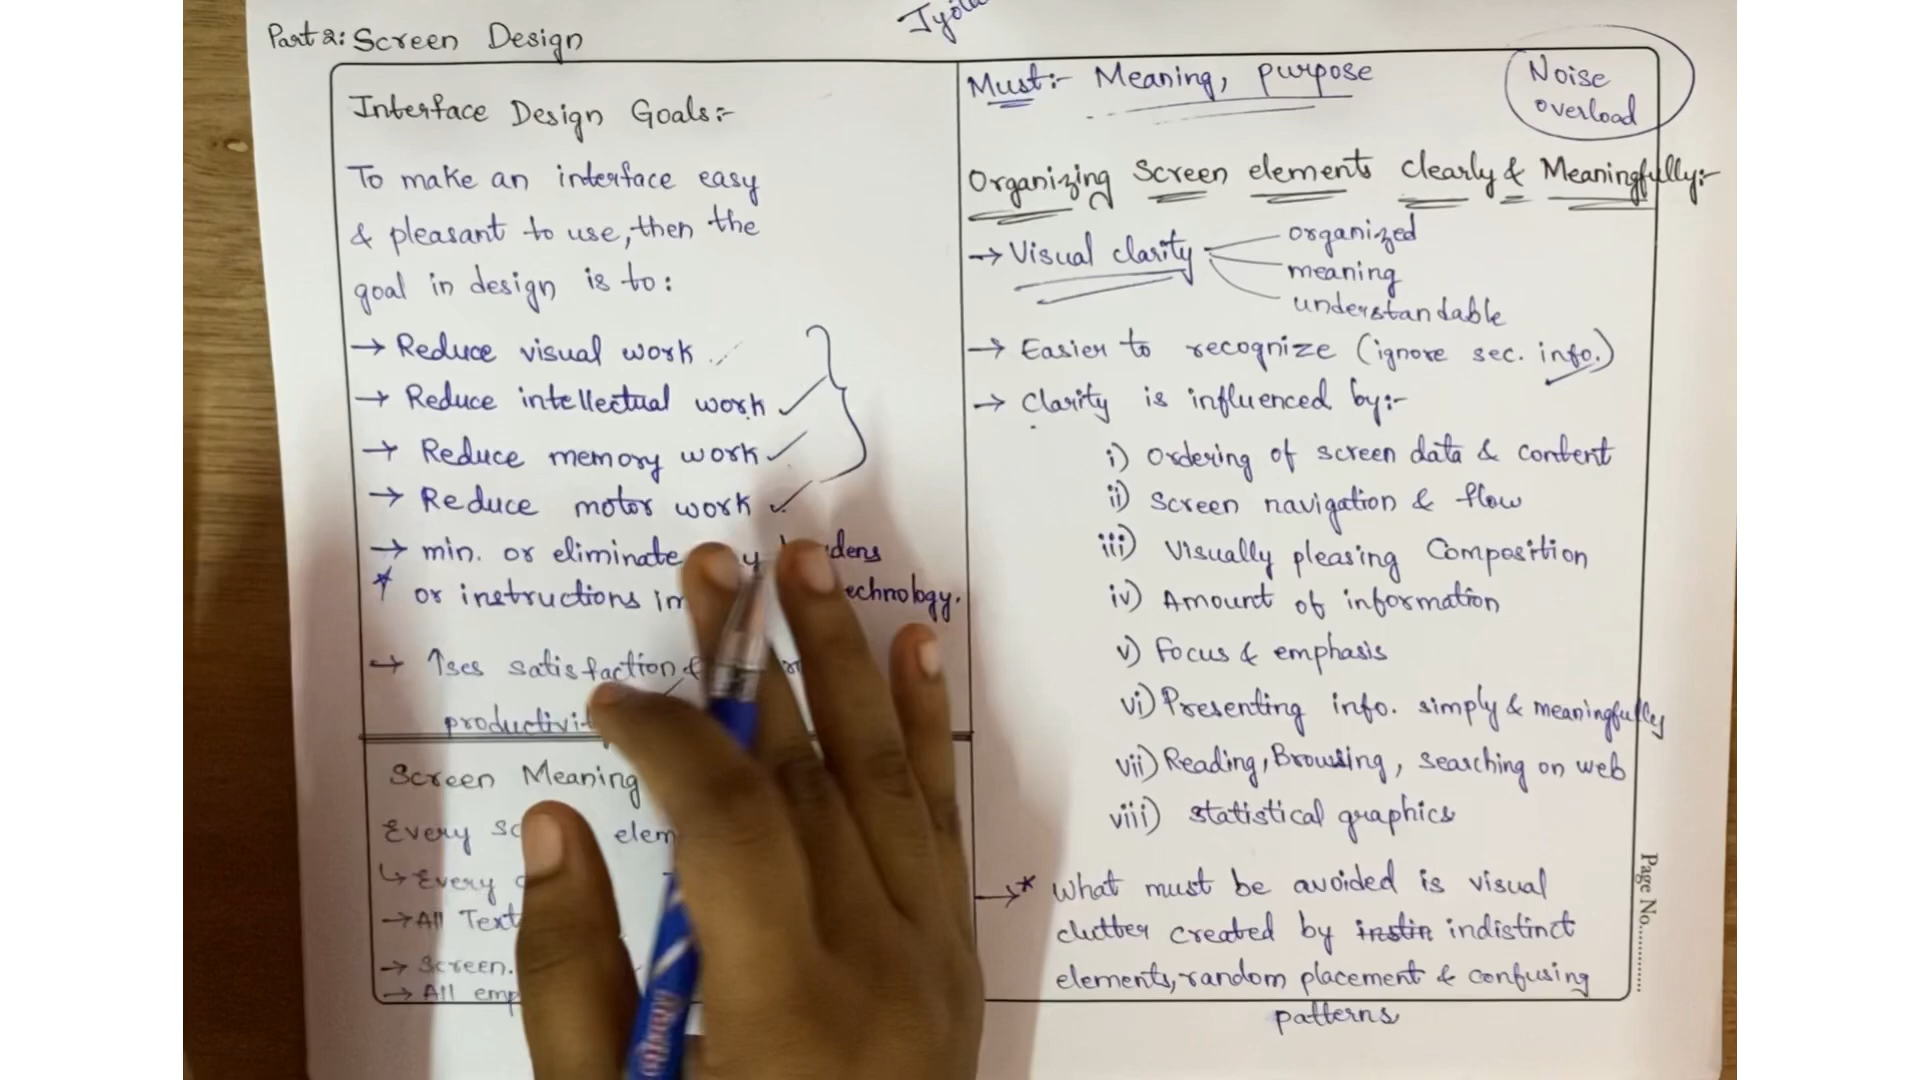 Part 2: Screen Design
Interface Design Goals:-
To make an interface easy
& pleasant to use, then the
goal in design is to:
→ Reduce visual work
→ Reduce intellectual work ✓
→ Reduce memory work ✓
→ Reduce motor work ✓
→ min. or eliminate
* or instructions
→ ↑ses satisfaction &
Screen Meaning
Every
↳ Every
→ All Text
→ Screen.
→ All
Must:- Meaning, purpose
Noise
overload
Organizing Screen elements clearly & Meaningfully:-
→ Visual clarity
organized
meaning
understandable
→ Easier to recognize (ignore sec. info.)
→ Clarity is influenced by:-
i) Ordering of screen data & content
ii) Screen navigation & flow
iii) Visually pleasing Composition
iv) Amount of information
v) Focus & emphasis
vi) Presenting info. simply & meaningfully
vii) Reading, Browsing, searching on web
viii) statistical graphics
→* What must be avoided is visual
clutter created by instin indistinct
elements, random placement & confusing
patterns
Page No.............